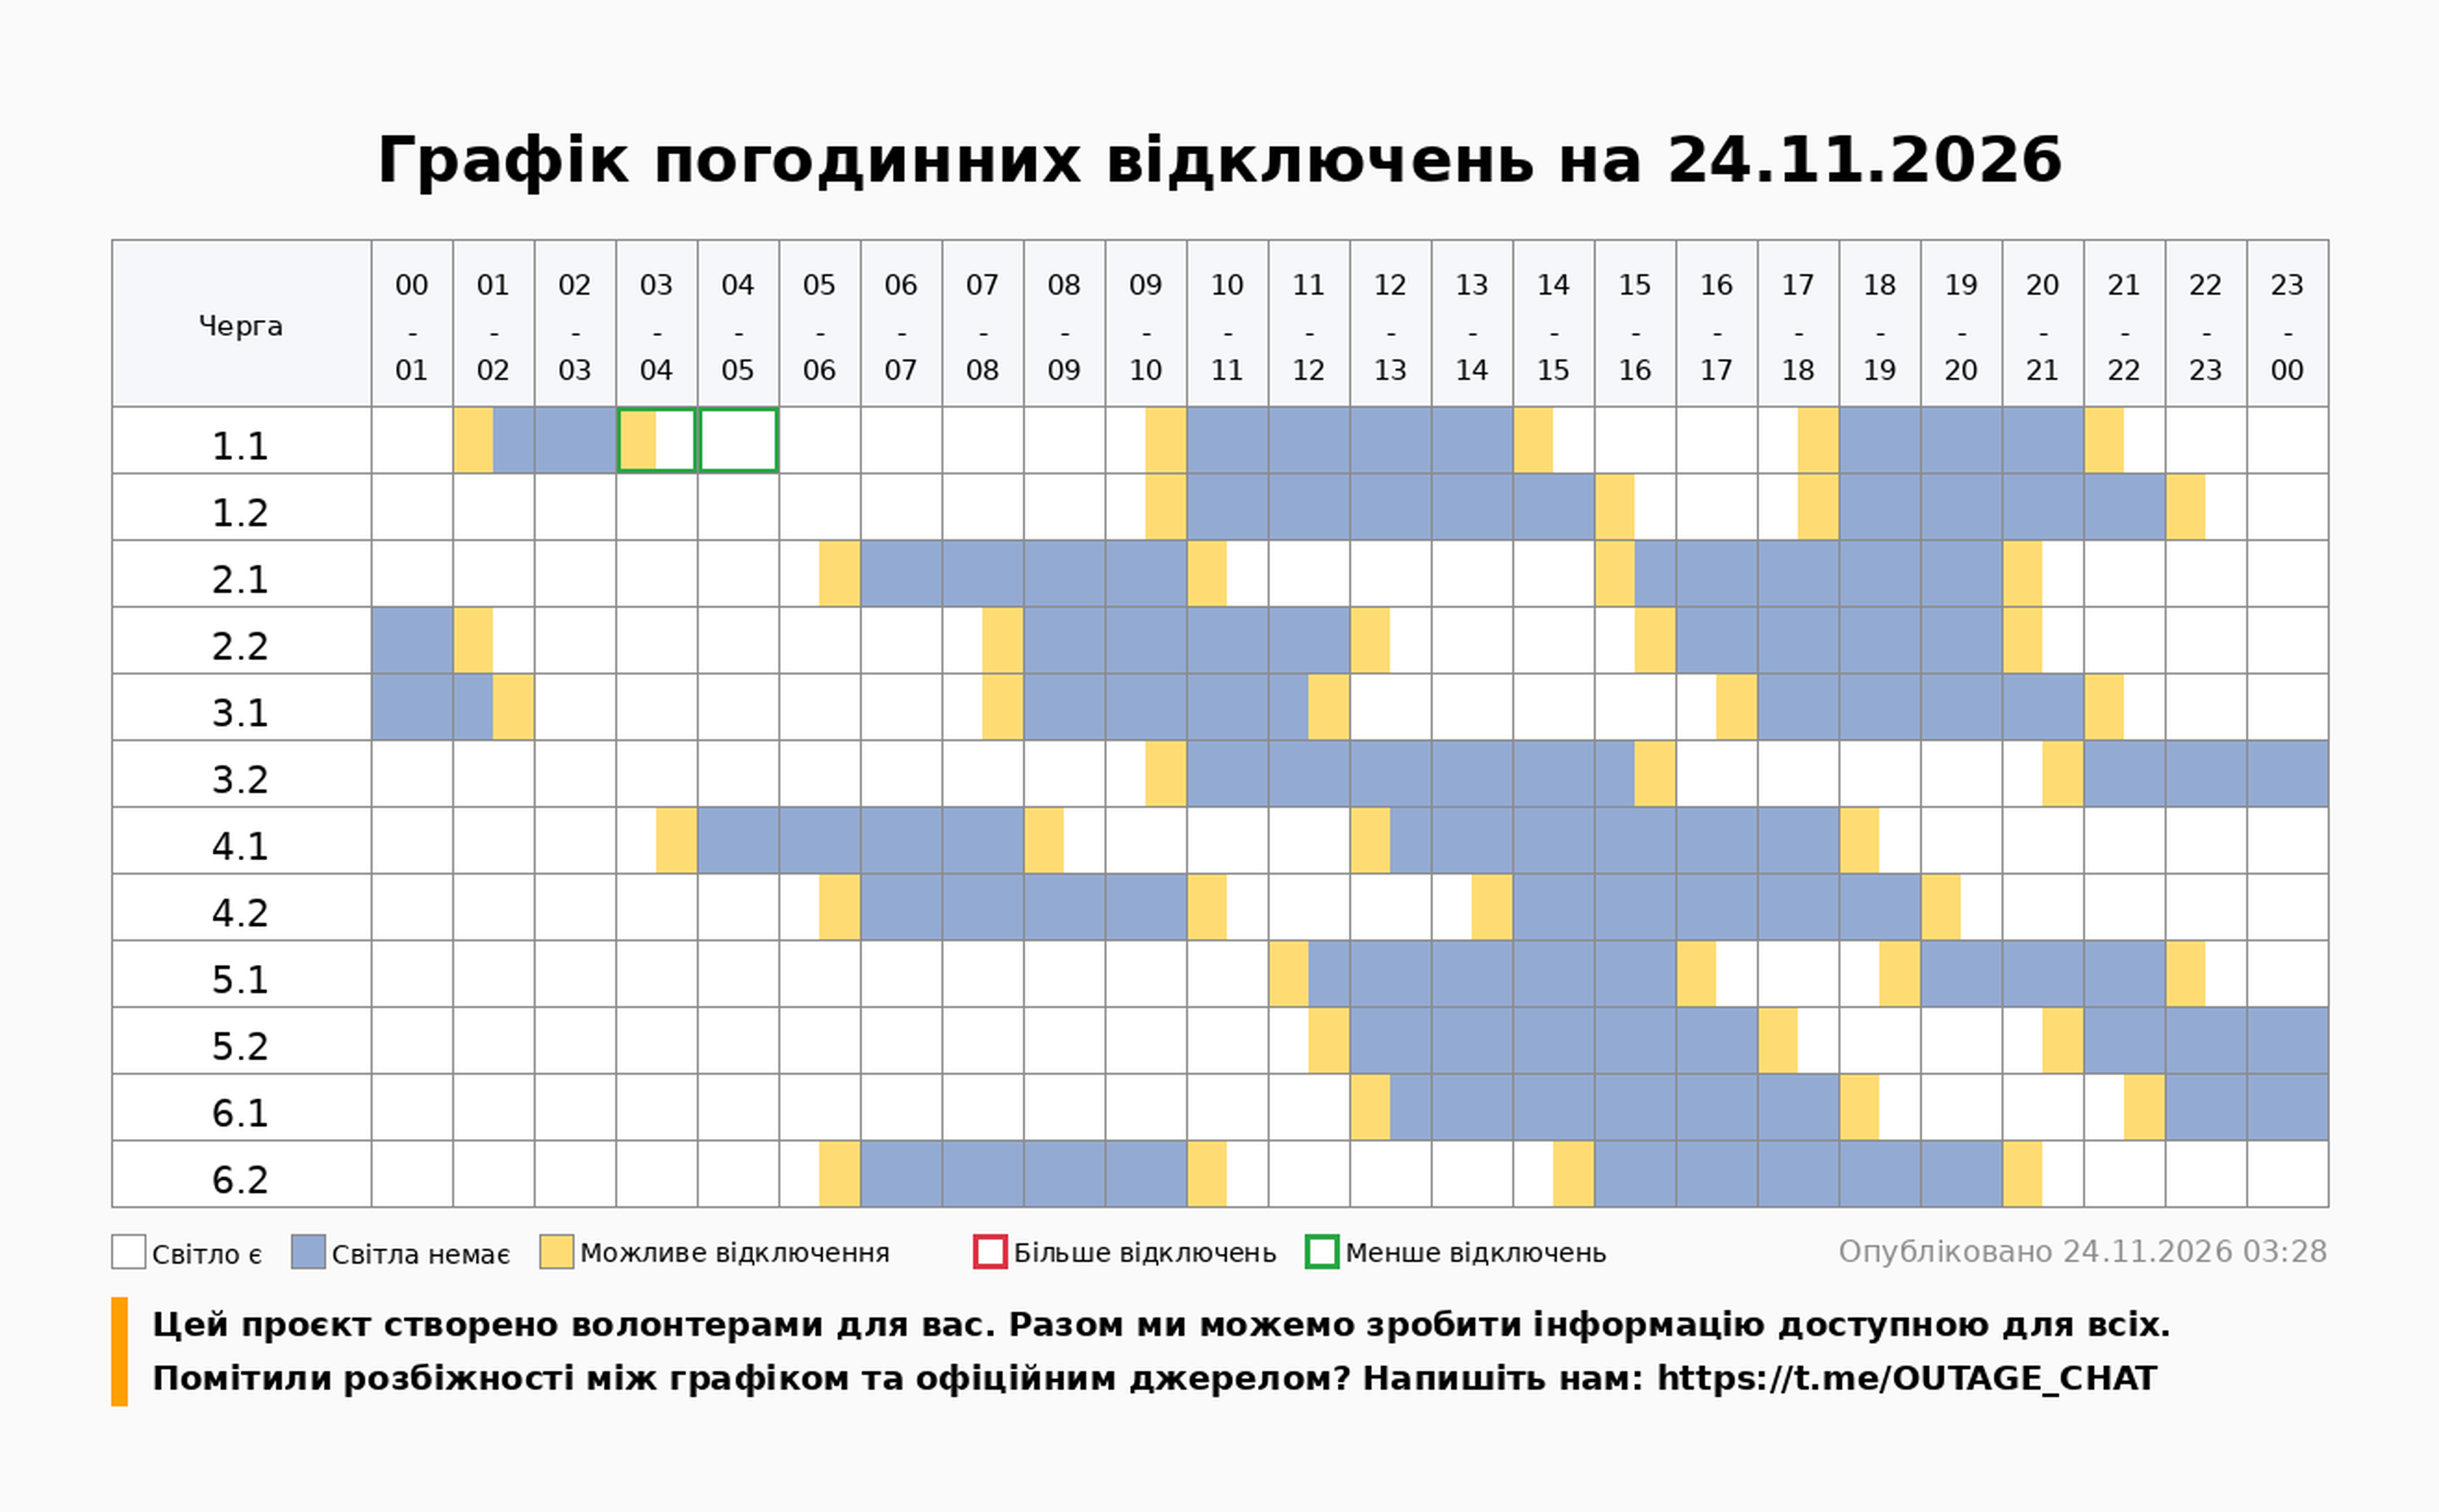 Графік погодинних відключень на 24.11.2026
Черга
00 - 01
01 - 02
02 - 03
03 - 04
04 - 05
05 - 06
06 - 07
07 - 08
08 - 09
09 - 10
10 - 11
11 - 12
12 - 13
13 - 14
14 - 15
15 - 16
16 - 17
17 - 18
18 - 19
19 - 20
20 - 21
21 - 22
22 - 23
23 - 00
1.1
1.2
2.1
2.2
3.1
3.2
4.1
4.2
5.1
5.2
6.1
6.2
Світло є Світла немає Можливе відключення Більше відключень Менше відключень Опубліковано 24.11.2026 03:28
Цей проєкт створено волонтерами для вас. Разом ми можемо зробити інформацію доступною для всіх.
Помітили розбіжності між графіком та офіційним джерелом? Напишіть нам: https://t.me/OUTAGE_CHAT